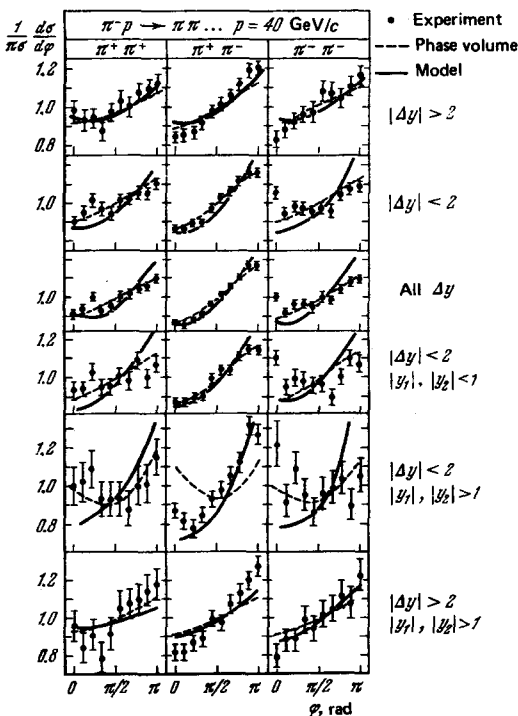 1/πσ dσ/dφ
π⁻p → ππ... p = 40 GeV/c
π⁺π⁺ π⁺π⁻ π⁻π⁻
Experiment
Phase volume
Model
1.2
1.0
0.8
|Δy| > 2
1.0
|Δy| < 2
1.0
All Δy
1.2
1.0
|Δy| < 2
|y₁|, |y₂| < 1
1.2
1.0
0.8
|Δy| < 2
|y₁|, |y₂| > 1
1.2
1.0
0.8
|Δy| > 2
|y₁|, |y₂| > 1
0 π/2 π 0 π/2 π 0 π/2 π
φ, rad